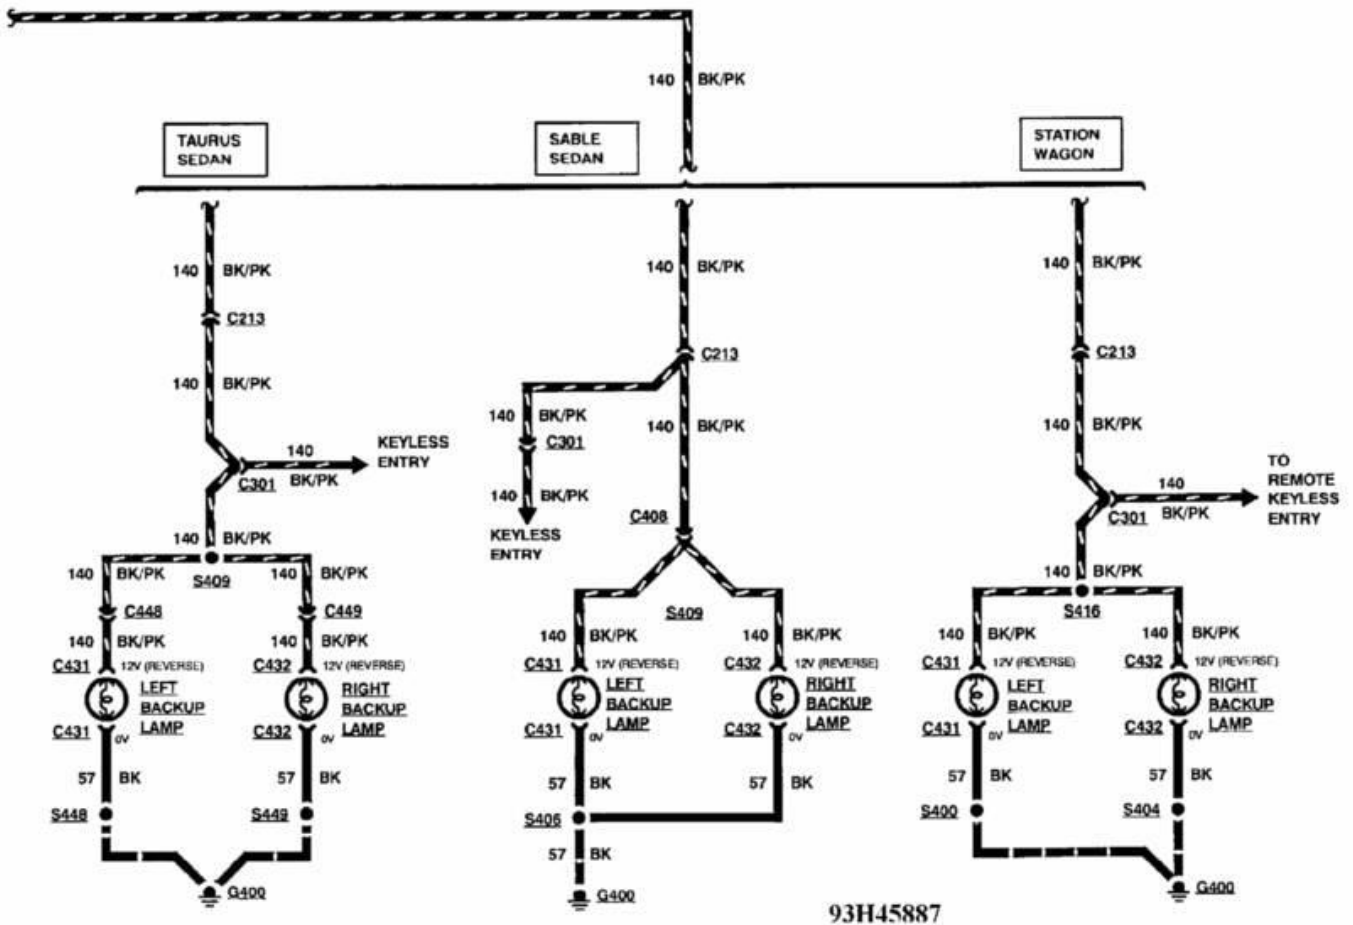 140 BK/PK
TAURUS
SEDAN
SABLE
SEDAN
STATION
WAGON
140 BK/PK
C213
140 BK/PK
KEYLESS
ENTRY
140
BK/PK
C301
140 BK/PK
S409
140 BK/PK
140 BK/PK
C448
C449
140 BK/PK
140 BK/PK
C431
12V (REVERSE)
LEFT
BACKUP
LAMP
C431
0V
C432
12V (REVERSE)
RIGHT
BACKUP
LAMP
C432
0V
57 BK
57 BK
S448
S449
G400
140 BK/PK
C213
140 BK/PK
C301
140 BK/PK
KEYLESS
ENTRY
140 BK/PK
C408
S409
140 BK/PK
140 BK/PK
C431
12V (REVERSE)
LEFT
BACKUP
LAMP
C431
0V
C432
12V (REVERSE)
RIGHT
BACKUP
LAMP
C432
0V
57 BK
57 BK
S406
57 BK
G400
140 BK/PK
C213
140 BK/PK
TO
REMOTE
KEYLESS
ENTRY
140
BK/PK
C301
140 BK/PK
S416
140 BK/PK
140 BK/PK
C431
12V (REVERSE)
LEFT
BACKUP
LAMP
C431
0V
C432
12V (REVERSE)
RIGHT
BACKUP
LAMP
C432
0V
57 BK
57 BK
S400
S404
G400
93H45887